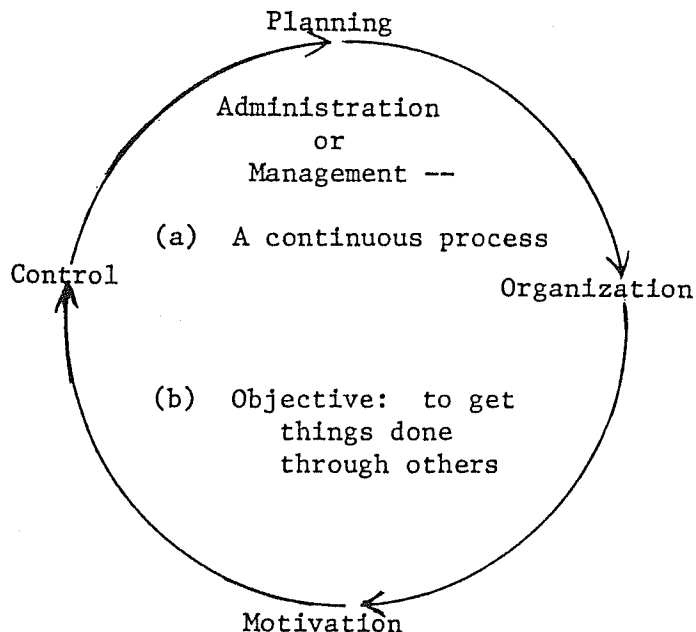 Planning
Administration
or
Management --
(a) A continuous process
Control
Organization
(b) Objective: to get
things done
through others
Motivation